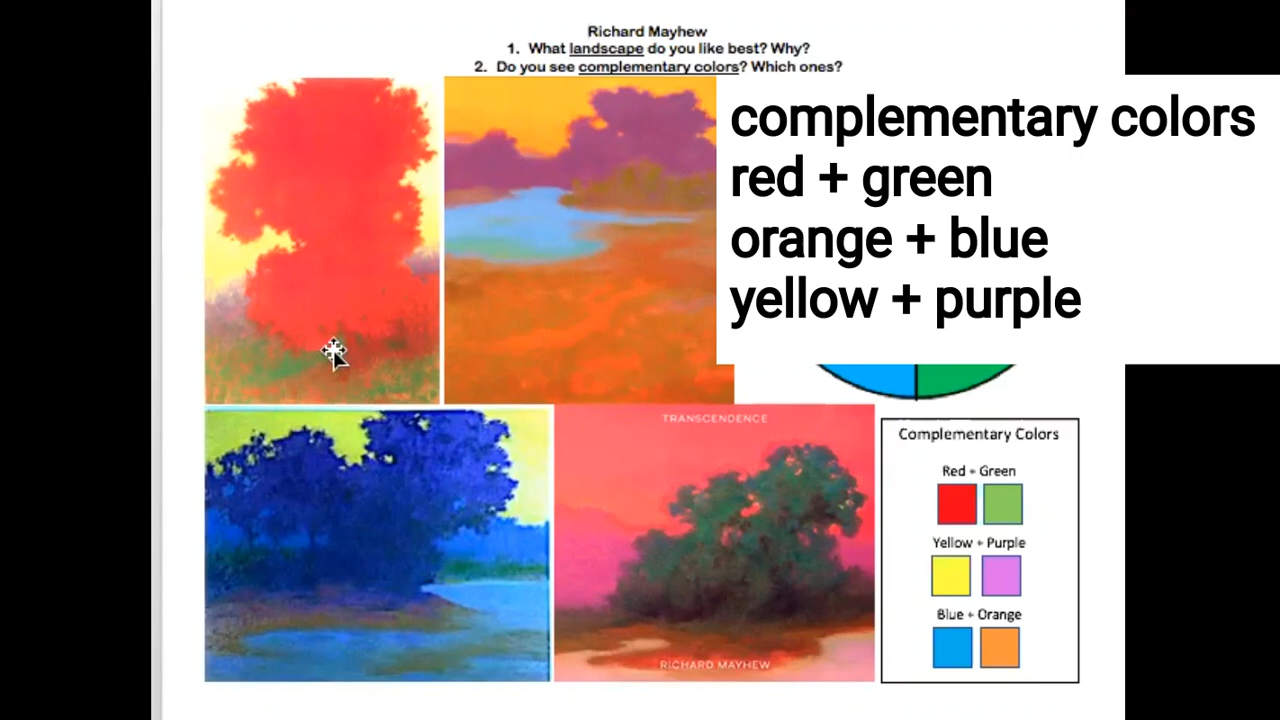 Richard Mayhew
1. What landscape do you like best? Why?
2. Do you see complementary colors? Which ones?
complementary colors
red + green
orange + blue
yellow + purple
TRANSCENDENCE
RICHARD MAYHEW
Complementary Colors
Red + Green
Yellow + Purple
Blue + Orange